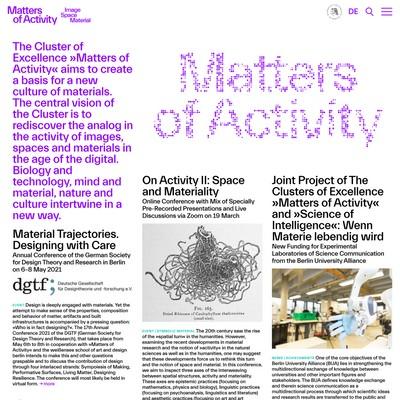 Matters
of Activity
Image
Space
Material
DE
The Cluster of
Excellence »Matters of
Activity« aims to create
a basis for a new
culture of materials.
The central vision of
the Cluster is to
rediscover the analog in
the activity of images,
spaces and materials in
the age of the digital.
Biology and
technology, mind and
material, nature and
culture intertwine in a
new way.
Matters
of Activity
Material Trajectories.
Designing with Care
Annual Conference of the German Society
for Design Theory and Research in Berlin
on 6-8 May 2021
dgtf;
Deutsche Gesellschaft
für Designtheorie und -forschung e.V.
EVENT Design is deeply engaged with materials. Yet the
attempt to make sense of the properties, composition
and behavior of matter, artifacts and built
infrastructures is accompanied by a pressing question:
»Who is in fact designing?«. The 17th Annual
Conference 2021 of the DGTF (German Society for
Design Theory and Research), that takes place from
May 6th to 8th in cooperation with »Matters of
Activity« and the weißensee school of art and design
berlin intends to make this and other questions
graspable and to discuss the contribution of design
through four interlaced strands: Symposiesis of Making,
Performative Surfaces, Living Matter, Designing
Resilience. The conference will most likely be held in
virtual form. → more
On Activity II: Space
and Materiality
Online Conference with Mix of Specially
Pre-Recorded Presentations and Live
Discussions via Zoom on 19 March
FIG. 163.
EVENT | SYMBOLIC MATERIAL The 20th century saw the rise
of the »spatial turn« in the humanities. However,
examining the recent developments in material
research and the notion of »activity« in the natural
sciences as well as in the humanities, one may suggest
that these developments force us to rethink this turn
and the notion of space and material. In this conference,
we aim to inspect three axes of the interrelations
between spatial structures, activity and materiality.
These axes are epistemic practices (focusing on
mathematics, physics and biology), linguistic practices
(focusing on psychoanalysis, linguistics and literature)
and aesthetic practices (focusing on art and art
Joint Project of The
Clusters of Excellence
»Matters of Activity«
and »Science of
Intelligence«: Wenn
Materie lebendig wird
New Funding for Experimental
Laboratories of Science Communication
from the Berlin University Alliance
One of the core objectives of the
Berlin University Alliance (BUA) lies in strengthening the
multidirectional exchange of knowledge between
universities and other important figures and
stakeholders. The BUA defines knowledge exchange
and therein science communication as a
multidirectional process through which scientific ideas
and research results are transferred to the public and